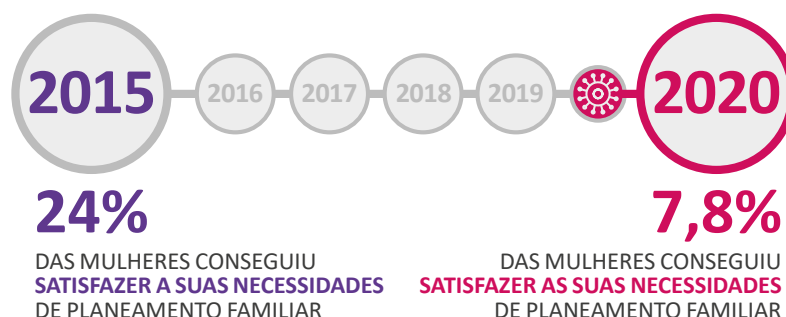 2015 2016 2017 2018 2019 2020
24%
DAS MULHERES CONSEGUIU
SATISFAZER A SUAS NECESSIDADES
DE PLANEAMENTO FAMILIAR
7,8%
DAS MULHERES CONSEGUIU
SATISFAZER AS SUAS NECESSIDADES
DE PLANEAMENTO FAMILIAR